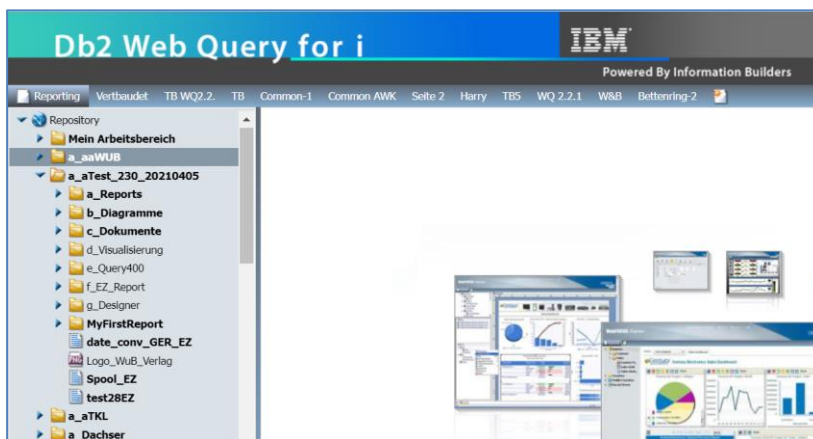 Db2 Web Query for i
IBM
Powered By Information Builders
Reporting Vertbaudet TB WQ2.2. TB Common-1 Common AWK Seite 2 Harry TB5 WQ 2.2.1 W&B Bettenring-2
Repository
Mein Arbeitsbereich
a_aaWUB
a_aTest_230_20210405
a_Reports
b_Diagramme
c_Dokumente
d_Visualisierung
e_Query400
f_EZ_Report
g_Designer
MyFirstReport
date_conv_GER_EZ
Logo_WuB_Verlag
Spool_EZ
test28EZ
a_aTKL
a_Dachser